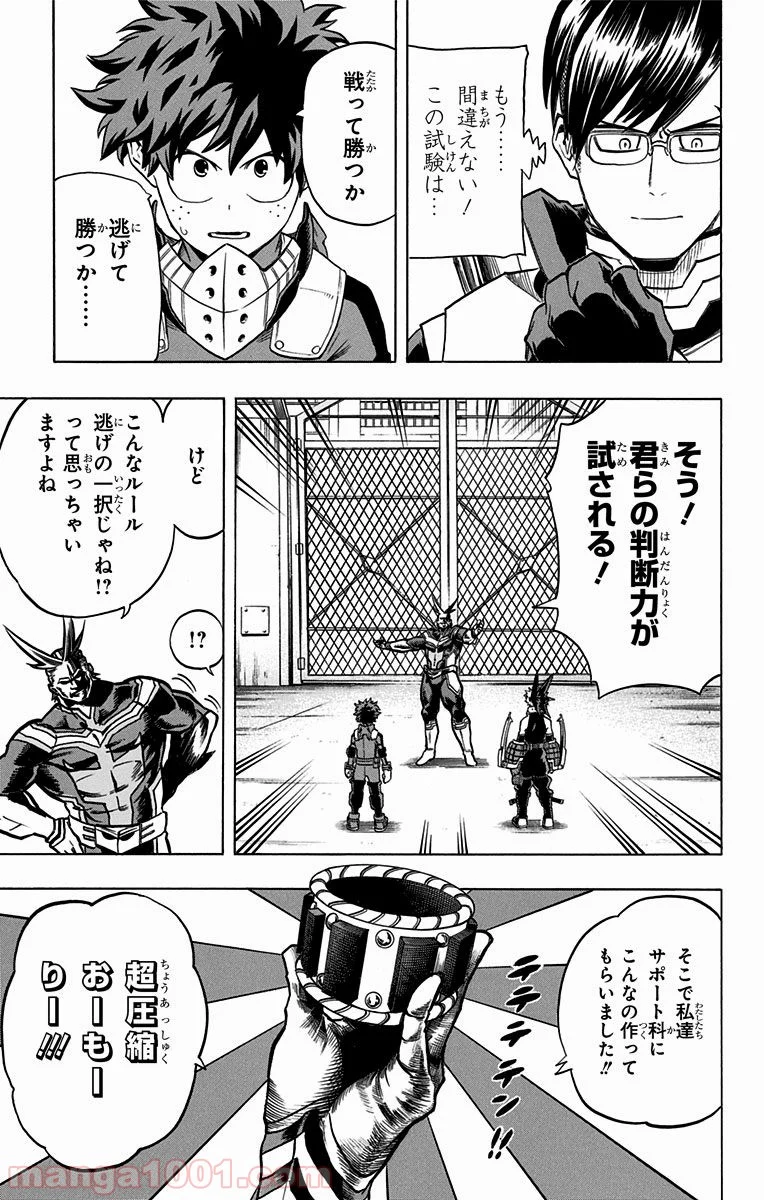 もう……
間違えない!
この試験は…
戦って勝つか
逃げて
勝つか……
そう!
君らの判断力が
試される!
けど
こんなルール
逃げの一択じゃね!?
って思っちゃい
ますよね
!?
そこで私達
サポート科に
こんなの作って
もらいました!!
テテテテン!!
超圧縮
おーもー
りー!!!
manga1001.com